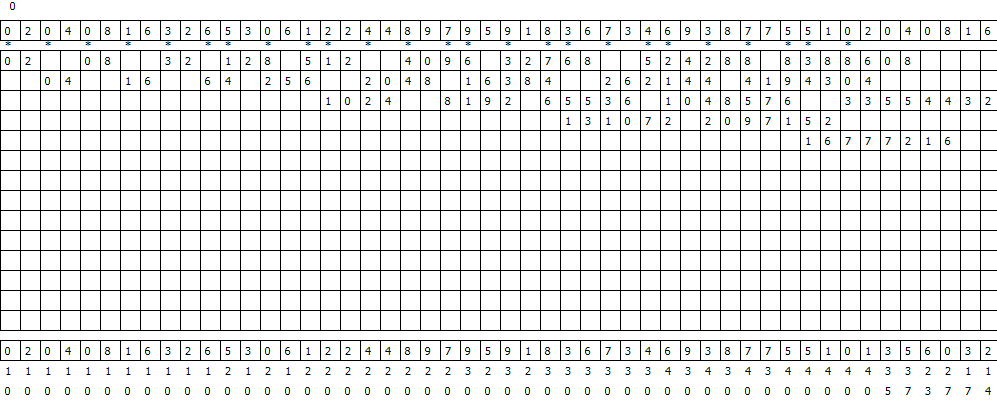 0
0 2 0 4 0 8 1 6 3 2 6 5 3 0 6 1 2 2 4 4 8 9 7 9 5 9 1 8 3 6 7 3 4 6 9 3 8 7 7 5 5 1 0 2 0 4 0 8 1 6
* * * * * * * * * * * * * * * * * * * * * * * * *
0 2 0 8 3 2 1 2 8 5 1 2 4 0 9 6 3 2 7 6 8 5 2 4 2 8 8 8 3 8 8 6 0 8
0 4 1 6 6 4 2 5 6 2 0 4 8 1 6 3 8 4 2 6 2 1 4 4 4 1 9 4 3 0 4
1 0 2 4 8 1 9 2 6 5 5 3 6 1 0 4 8 5 7 6 3 3 5 5 4 4 3 2
1 3 1 0 7 2 2 0 9 7 1 5 2
1 6 7 7 7 2 1 6
0 2 0 4 0 8 1 6 3 2 6 5 3 0 6 1 2 2 4 4 8 9 7 9 5 9 1 8 3 6 7 3 4 6 9 3 8 7 7 5 5 1 0 1 3 5 6 0 3 2
1 1 1 1 1 1 1 1 1 1 1 2 1 2 1 2 2 2 2 2 2 2 2 3 2 3 2 3 3 3 3 3 3 4 3 4 3 4 3 4 4 4 4 4 3 3 2 2 1 1
0 0 0 0 0 0 0 0 0 0 0 0 0 0 0 0 0 0 0 0 0 0 0 0 0 0 0 0 0 0 0 0 0 0 0 0 0 0 0 0 0 0 0 0 5 7 3 7 7 4